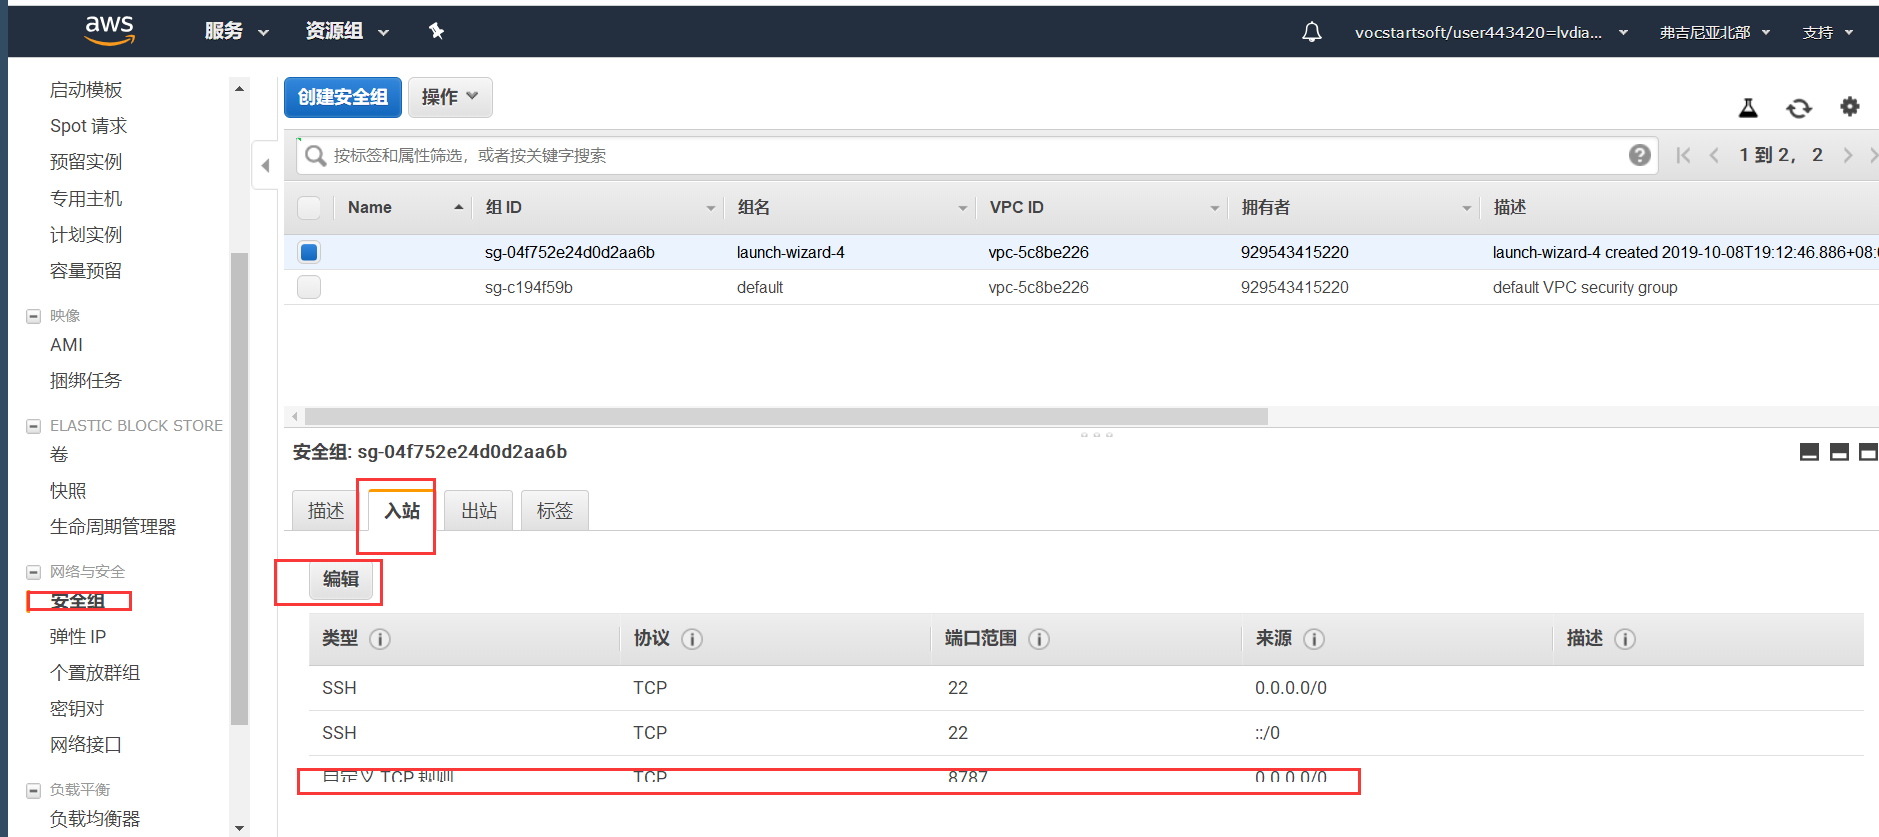 aws 服务 资源组 vocstartsoft/user443420=lvdia... 弗吉尼亚北部 支持
启动模板
Spot 请求
预留实例
专用主机
计划实例
容量预留
映像
AMI
捆绑任务
ELASTIC BLOCK STORE
卷
快照
生命周期管理器
网络与安全
安全组
弹性 IP
个置放群组
密钥对
网络接口
负载平衡
负载均衡器
创建安全组 操作
按标签和属性筛选，或者按关键字搜索 1 到 2， 2
Name 组 ID 组名 VPC ID 拥有者 描述
sg-04f752e24d0d2aa6b launch-wizard-4 vpc-5c8be226 929543415220 launch-wizard-4 created 2019-10-08T19:12:46.886+08:0
sg-c194f59b default vpc-5c8be226 929543415220 default VPC security group
安全组: sg-04f752e24d0d2aa6b
描述 入站 出站 标签
编辑
类型 协议 端口范围 来源 描述
SSH TCP 22 0.0.0.0/0
SSH TCP 22 ::/0
自定义 TCP 规则 TCP 8787 0.0.0.0/0